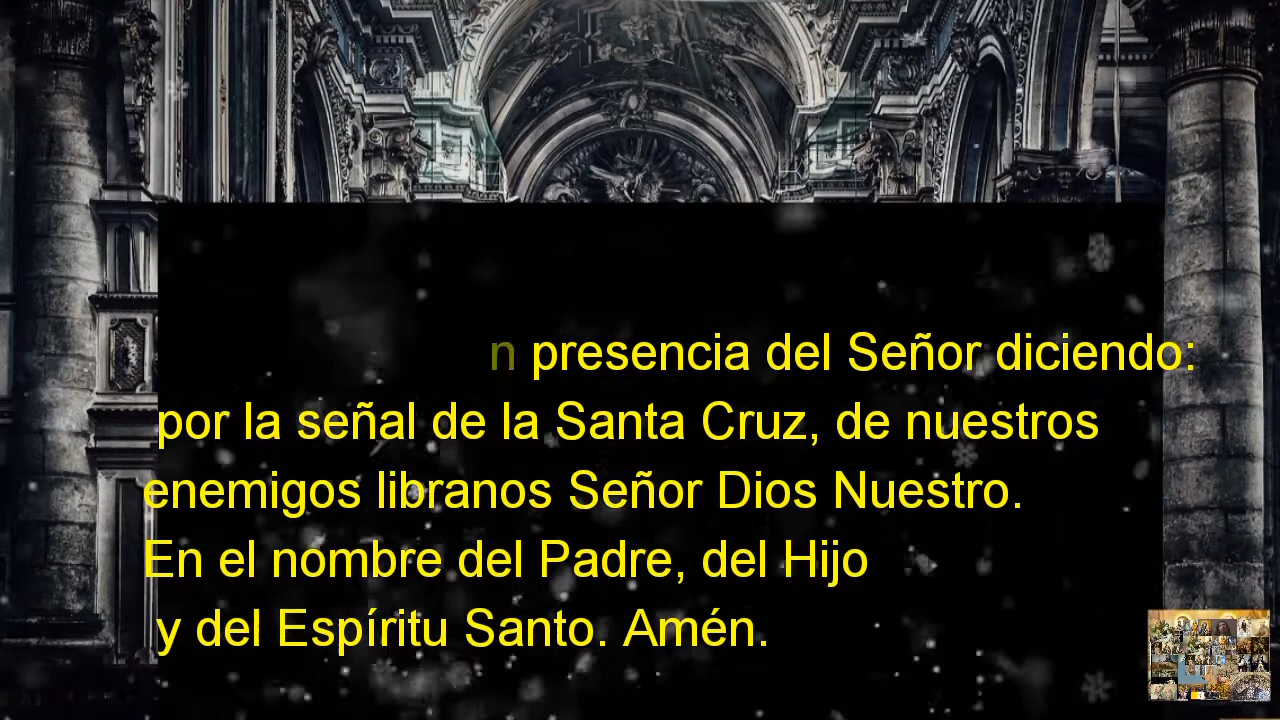 n presencia del Señor diciendo:
por la señal de la Santa Cruz, de nuestros
enemigos libranos Señor Dios Nuestro.
En el nombre del Padre, del Hijo
y del Espíritu Santo. Amén.